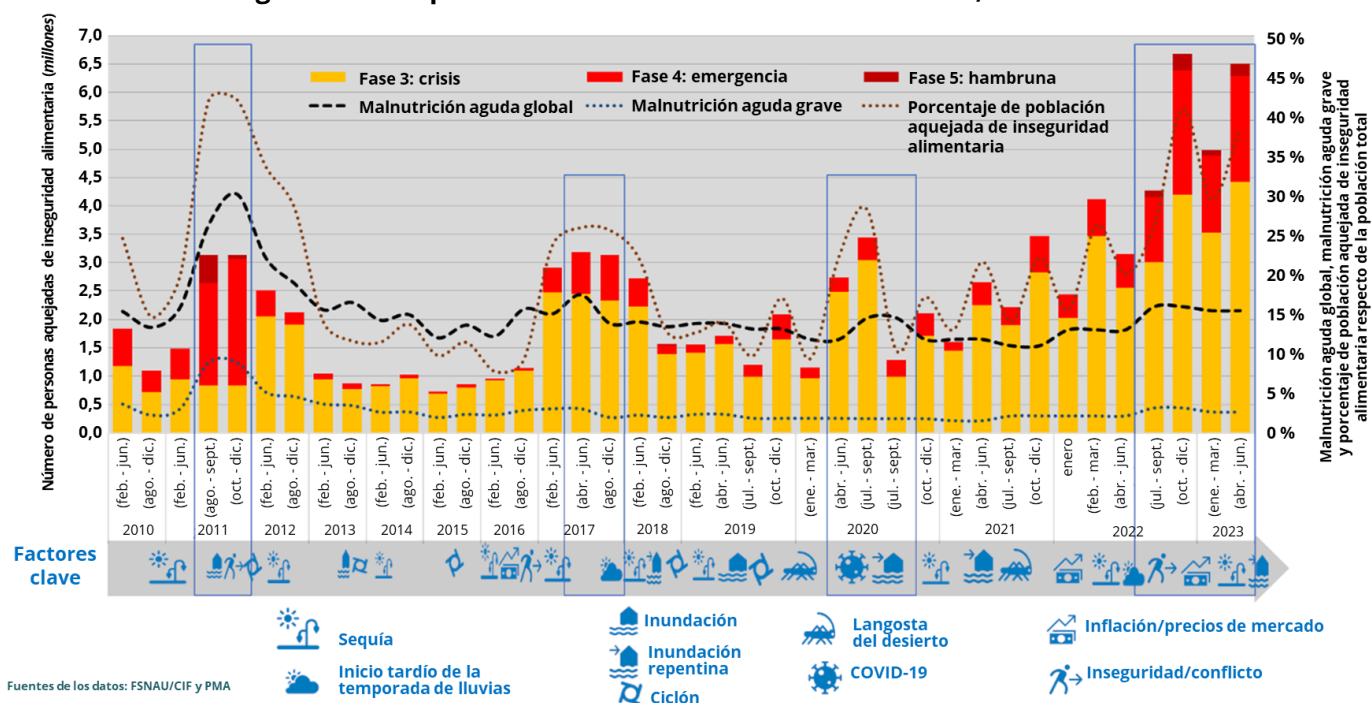 Número de personas aquejadas de inseguridad alimentaria (millones)
7,0
6,5
6,0
5,5
5,0
4,5
4,0
3,5
3,0
2,5
2,0
1,5
1,0
0,5
0,0
Fase 3: crisis
Fase 4: emergencia
Fase 5: hambruna
Malnutrición aguda global
Malnutrición aguda grave
Porcentaje de población
aquejada de inseguridad
alimentaria
50 %
45 %
40 %
35 %
30 %
25 %
20 %
15 %
10 %
5 %
0 %
Malnutrición aguda global, malnutrición aguda grave
y porcentaje de población aquejada de inseguridad
alimentaria respecto de la población total
(feb. - jun.)
(ago. - dic.)
(feb. - jun.)
(ago. - sept.)
(oct. - dic.)
(feb. - jun.)
(ago. - dic.)
(feb. - jun.)
(ago. - dic.)
(feb. - jun.)
(ago. - dic.)
(feb. - jun.)
(ago. - dic.)
(feb. - jun.)
(ago. - dic.)
(feb. - jun.)
(abr. - jun.)
(ago. - dic.)
(feb. - jun.)
(ago. - dic.)
(feb. - jun.)
(abr. - jun.)
(jul. - sept.)
(oct. - dic.)
(ene. - mar.)
(abr. - jun.)
(jul. - sept.)
(jul. - sept.)
(oct. - dic.)
(ene. - mar.)
(abr. - jun.)
(jul. - sept.)
(oct. - dic.)
enero
(feb. - mar.)
(abr. - jun.)
(jul. - sept.)
(oct. - dic.)
(ene. - mar.)
(abr. - jun.)
2010
2011
2012
2013
2014
2015
2016
2017
2018
2019
2020
2021
2022
2023
Factores
clave
Sequía
Inicio tardío de la
temporada de lluvias
Inundación
Inundación
repentina
Ciclón
Langosta
del desierto
COVID-19
Inflación/precios de mercado
Inseguridad/conflicto
Fuentes de los datos: FSNAU/CIF y PMA